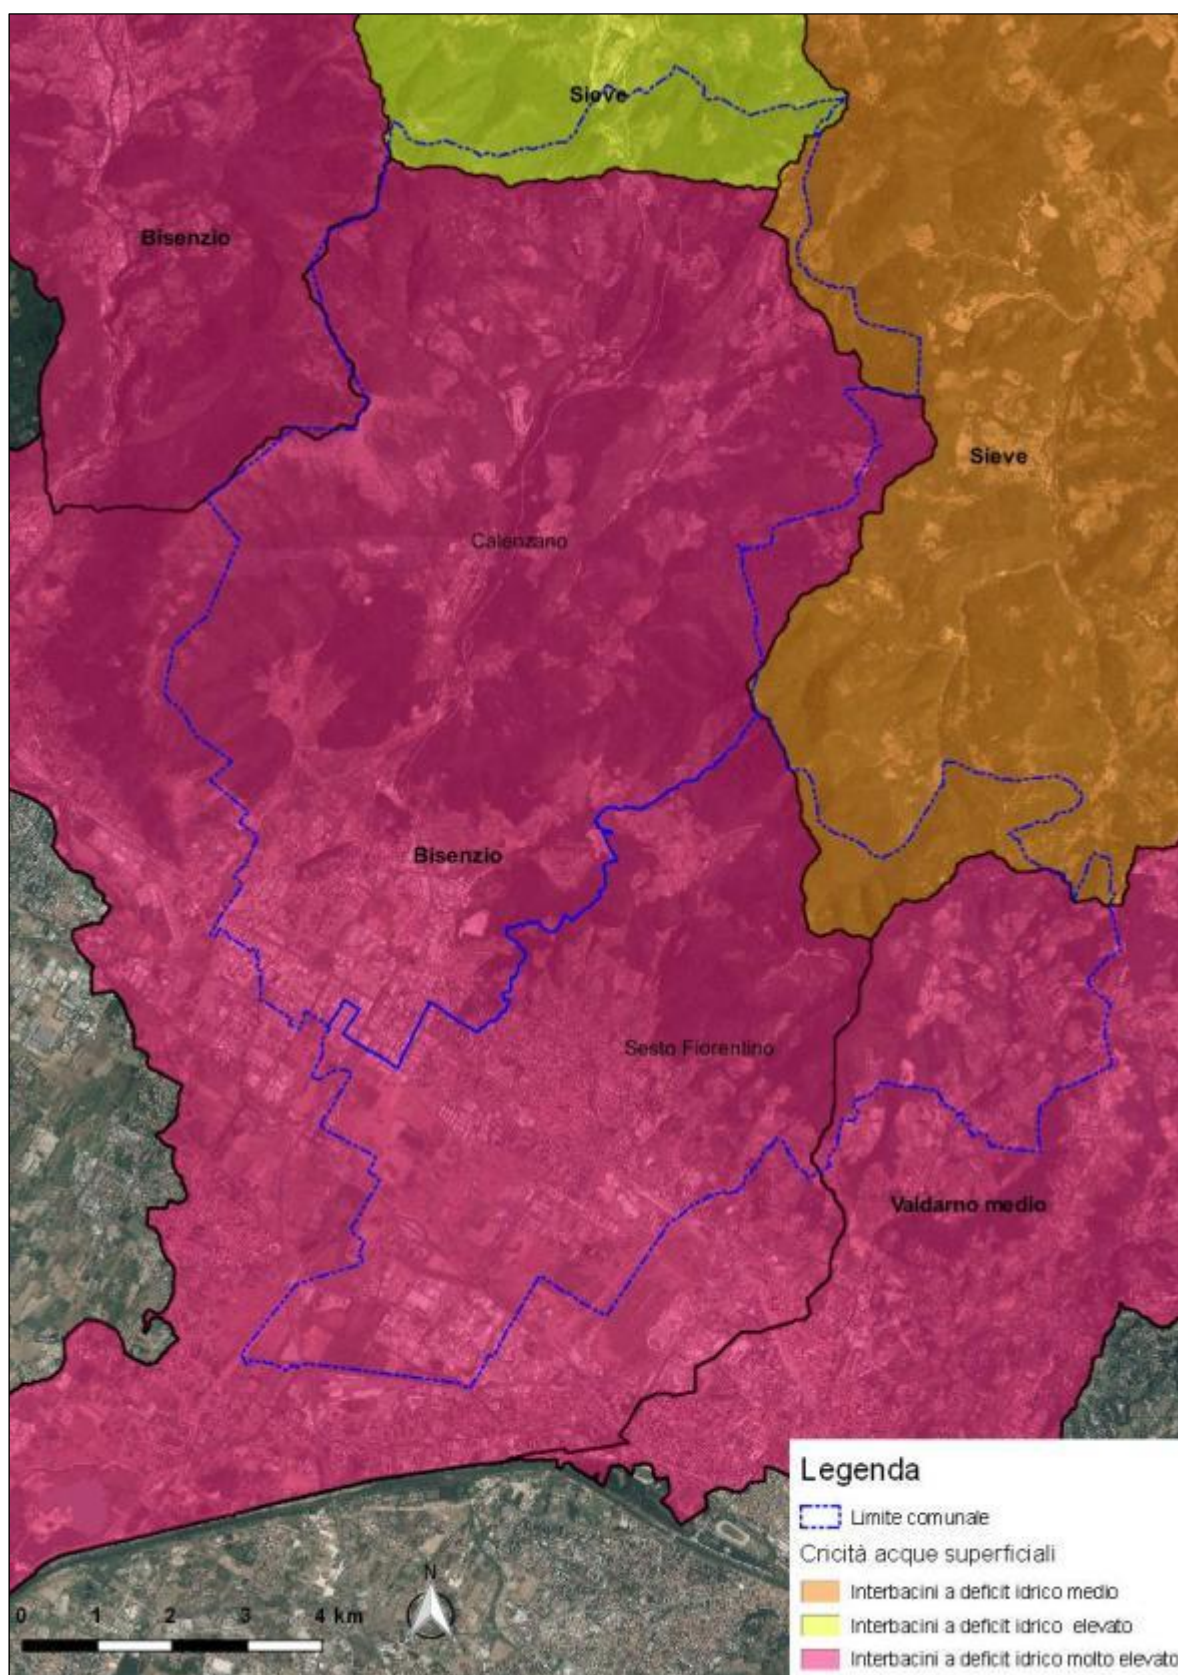 Sieve
Bisenzio
Sieve
Calenzano
Bisenzio
Sesto Fiorentino
Valdarno medio
Legenda
Limite comunale
Cricità acque superficiali
Interbacini a deficit idrico medio
Interbacini a deficit idrico elevato
Interbacini a deficit idrico molto elevato
N
0 1 2 3 4 km